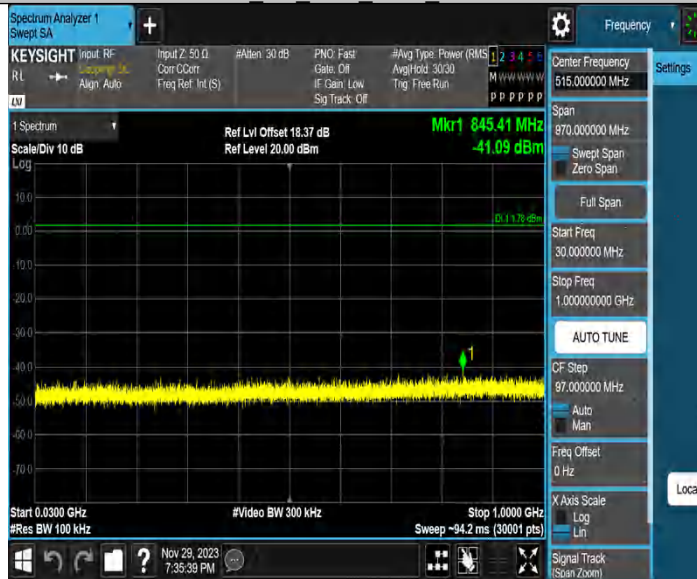 Spectrum Analyzer 1
Swept SA
+
Frequency
KEYSIGHT
RL
Input: RF
Coupling: DC
Align: Auto
Input Z: 50 Ω
Corr CCorr
Freq Ref: Int (S)
#Atten: 30 dB
PNO: Fast
Gate: Off
IF Gain: Low
Sig Track: Off
#Avg Type: Power (RMS
Avg|Hold: 30/30
Trig: Free Run
1 2 3 4 5 6
M W W W W W
P P P P P P
LXI
1 Spectrum
Scale/Div 10 dB
Ref Lvl Offset 18.37 dB
Ref Level 20.00 dBm
Mkr1 845.41 MHz
-41.09 dBm
Log
10.0
0.00
-20.0
-30.0
-40.0
-50.0
-60.0
-70.0
1
Start 0.0300 GHz
#Res BW 100 kHz
#Video BW 300 kHz
Stop 1.0000 GHz
Sweep ~94.2 ms (30001 pts)
?
Nov 29, 2023
7:35:39 PM
Center Frequency
515.000000 MHz
Settings
Span
970.000000 MHz
Swept Span
Zero Span
Full Span
Start Freq
30.000000 MHz
Stop Freq
1.000000000 GHz
AUTO TUNE
CF Step
97.000000 MHz
Auto
Man
Freq Offset
0 Hz
Loca
X Axis Scale
Log
Lin
Signal Track
(Span Zoom)